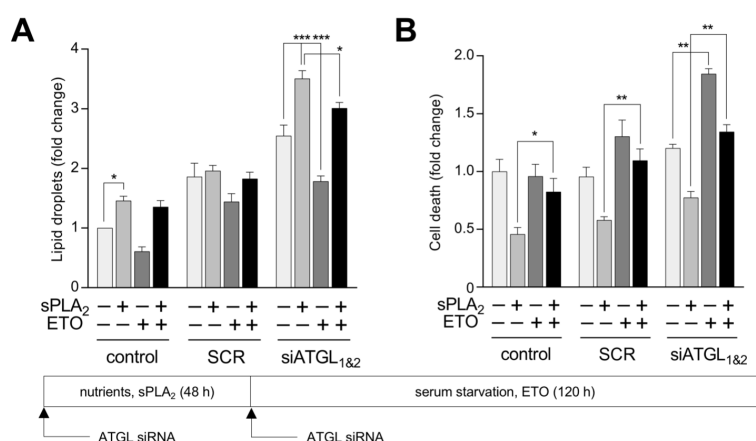 A
Lipid droplets (fold change)
4
3
2
1
0
*
*** ***
*
sPLA₂ − + − + − + − + − + − +
ETO − − + + − − + + − − + +
control SCR siATGL₁&₂
B
Cell death (fold change)
2.0
1.5
1.0
0.5
0
*
**
** **
sPLA₂ − + − + − + − + − + − +
ETO − − + + − − + + − − + +
control SCR siATGL₁&₂
nutrients, sPLA₂ (48 h) serum starvation, ETO (120 h)
ATGL siRNA ATGL siRNA